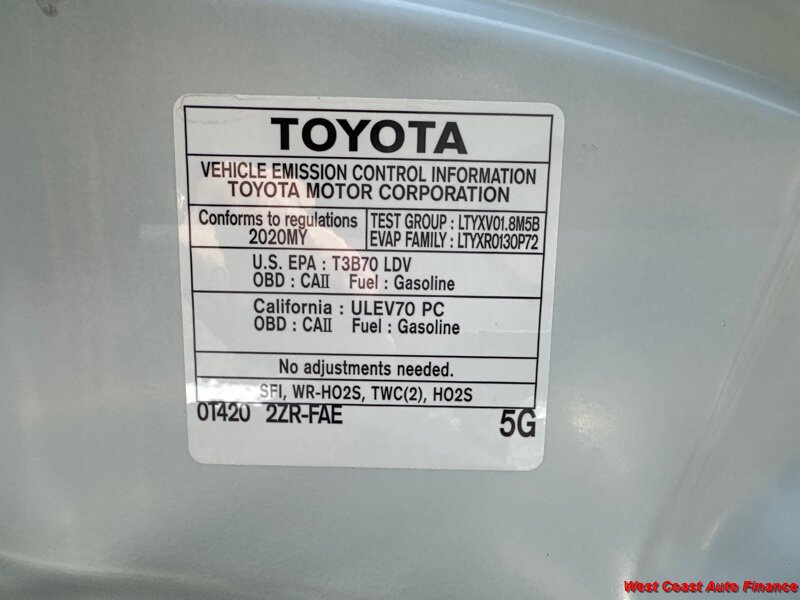 TOYOTA
VEHICLE EMISSION CONTROL INFORMATION
TOYOTA MOTOR CORPORATION
Conforms to regulations
2020MY
TEST GROUP : LTYXV01.8M5B
EVAP FAMILY : LTYXR0130P72
U.S. EPA : T3B70 LDV
OBD : CAII Fuel : Gasoline
California : ULEV70 PC
OBD : CAII Fuel : Gasoline
No adjustments needed.
SFI, WR-HO2S, TWC(2), HO2S
0T420 2ZR-FAE
5G
West Coast Auto Finance